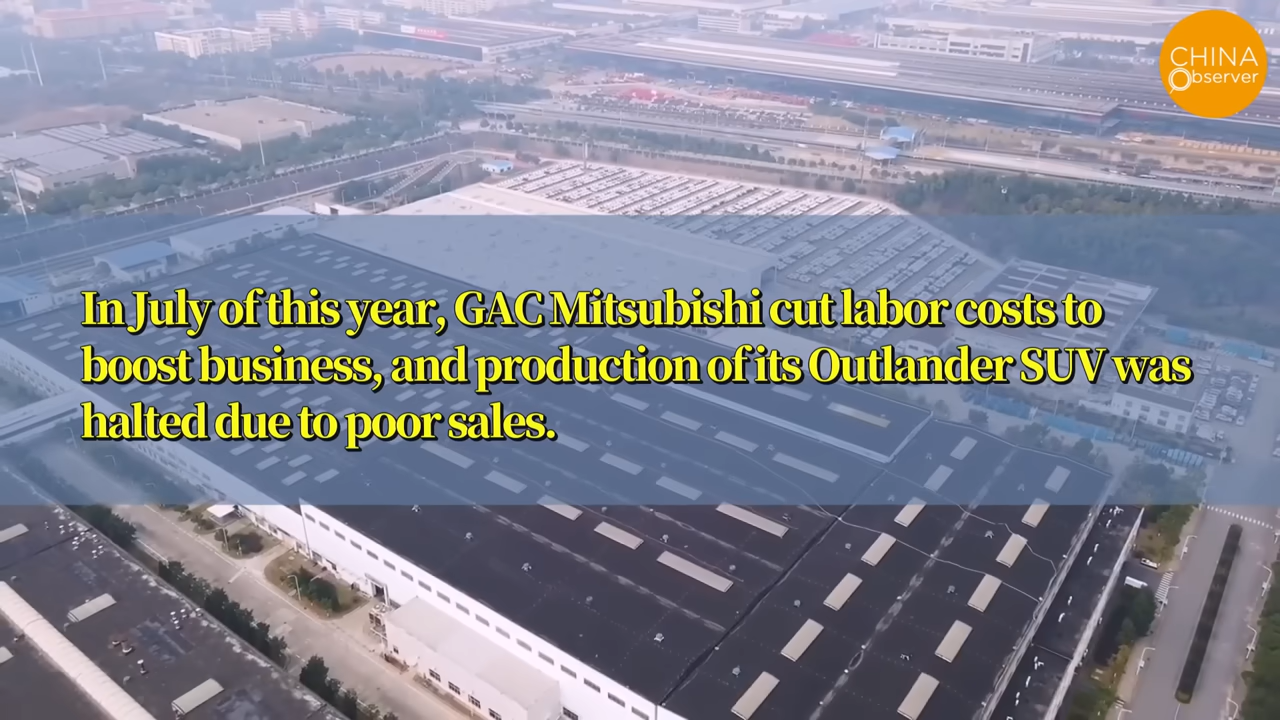 CHINA
Observer
In July of this year, GAC Mitsubishi cut labor costs to
boost business, and production of its Outlander SUV was
halted due to poor sales.